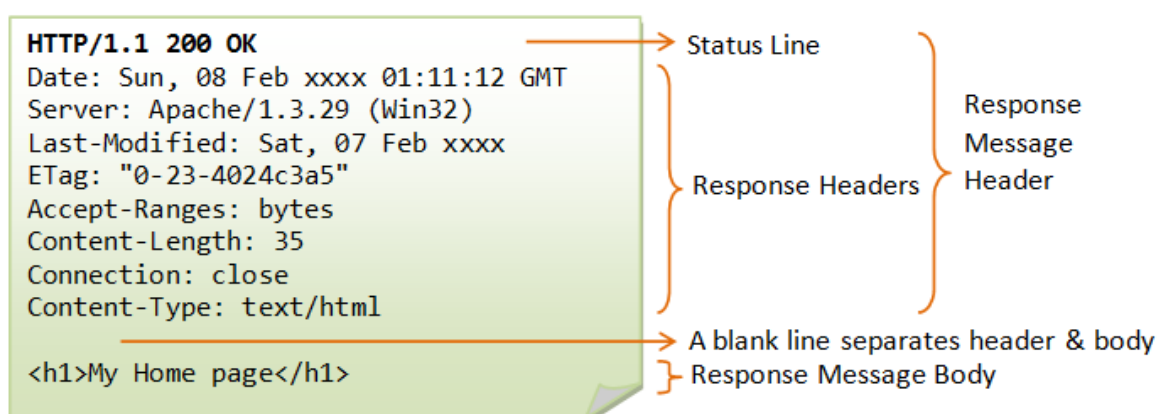 HTTP/1.1 200 OK
Status Line
Date: Sun, 08 Feb xxxx 01:11:12 GMT
Server: Apache/1.3.29 (Win32)
Last-Modified: Sat, 07 Feb xxxx
ETag: "0-23-4024c3a5"
Accept-Ranges: bytes
Content-Length: 35
Connection: close
Content-Type: text/html
Response Headers
Response
Message
Header
A blank line separates header & body
<h1>My Home page</h1>
Response Message Body